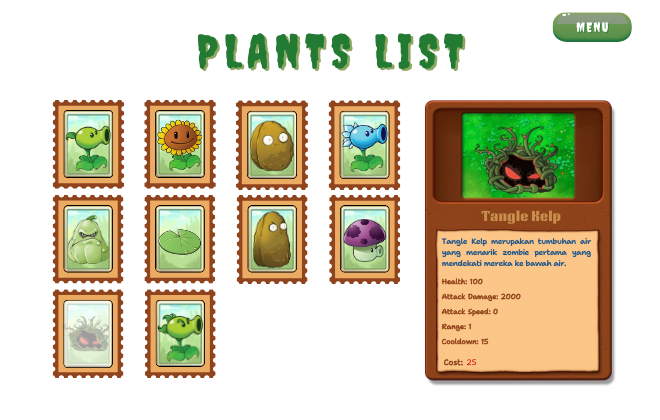 PLANTS LIST
MENU
Tangle Kelp
Tangle Kelp merupakan tumbuhan air
yang menarik zombie pertama yang
mendekati mereka ke bawah air.
Health: 100
Attack Damage: 2000
Attack Speed: 0
Range: 1
Cooldown: 15
Cost: 25